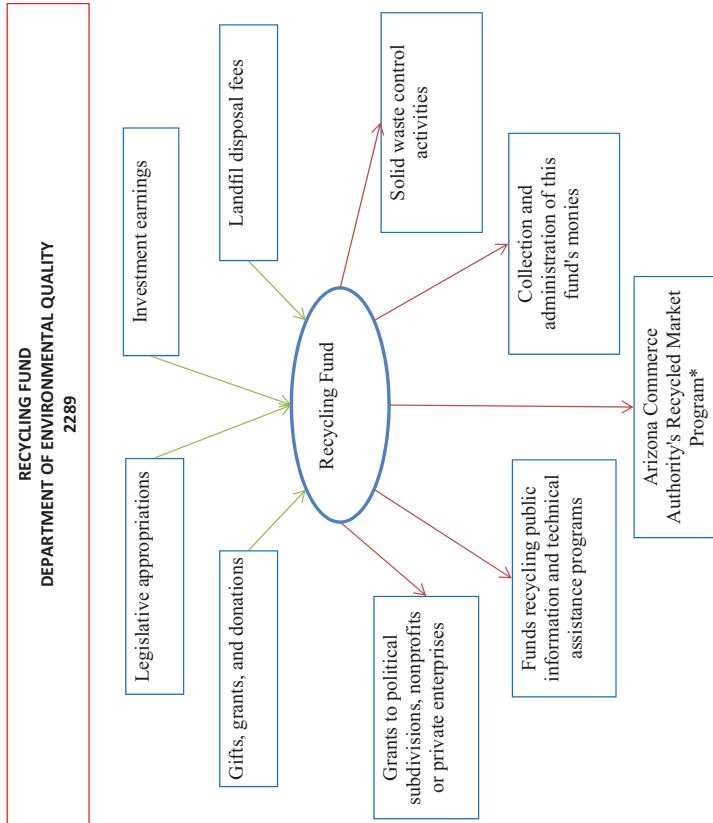 RECYCLING FUND
DEPARTMENT OF ENVIRONMENTAL QUALITY
2289
Legislative appropriations
Investment earnings
Gifts, grants, and donations
Landfil disposal fees
Recycling Fund
Grants to political
subdivisions, nonprofits
or private enterprises
Solid waste control
activities
Funds recycling public
information and technical
assistance programs
Collection and
administration of this
fund's monies
Arizona Commerce
Authority's Recycled Market
Program*